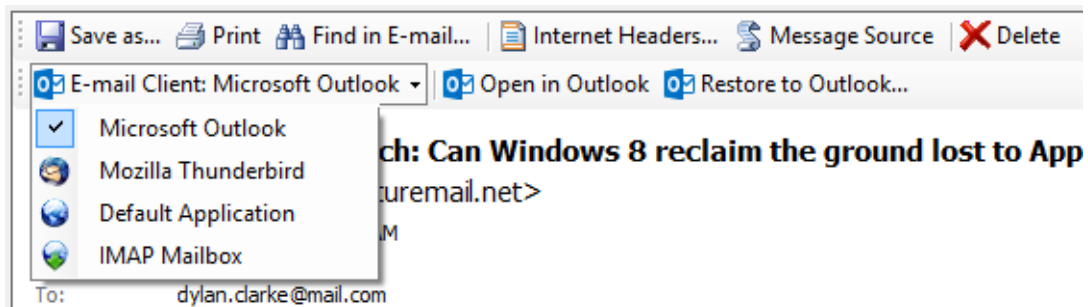 Save as... Print Find in E-mail... Internet Headers... Message Source Delete
E-mail Client: Microsoft Outlook Open in Outlook Restore to Outlook...
Microsoft Outlook
ch: Can Windows 8 reclaim the ground lost to App
Mozilla Thunderbird
turemail.net>
Default Application
AM
IMAP Mailbox
To: dylan.clarke@mail.com